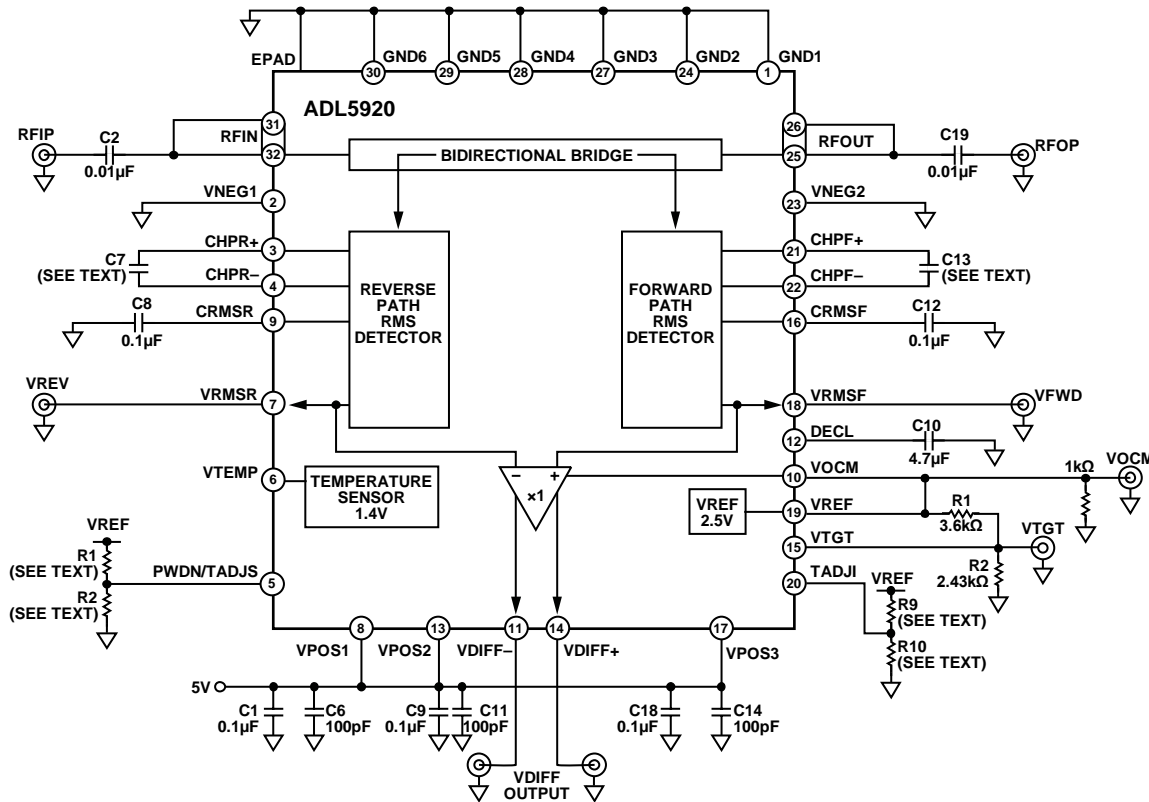 EPAD
GND6
GND5
GND4
GND3
GND2
GND1
30
29
28
27
24
1
ADL5920
RFIP
C2
0.01µF
31
RFIN
32
BIDIRECTIONAL BRIDGE
26
RFOUT
25
C19
0.01µF
RFOP
VNEG1
2
23
VNEG2
CHPR+
3
C7
(SEE TEXT)
CHPR–
4
C8
0.1µF
CRMSR
9
REVERSE
PATH
RMS
DETECTOR
FORWARD
PATH
RMS
DETECTOR
21
CHPF+
C13
(SEE TEXT)
22
CHPF–
16
CRMSF
C12
0.1µF
VREV
VRMSR
7
18
VRMSF
VFWD
12
DECL
C10
4.7µF
VTEMP
6
TEMPERATURE
SENSOR
1.4V
– +
×1
10
VOCM
1kΩ
VOCM
VREF
2.5V
19
VREF
R1
3.6kΩ
15
VTGT
VTGT
R2
2.43kΩ
20
TADJI
VREF
R9
(SEE TEXT)
R10
(SEE TEXT)
VREF
R1
(SEE TEXT)
R2
(SEE TEXT)
PWDN/TADJS
5
8
13
11
14
17
VPOS1
VPOS2
VDIFF–
VDIFF+
VPOS3
5V
C1
0.1µF
C6
100pF
C9
0.1µF
C11
100pF
C18
0.1µF
C14
100pF
VDIFF
OUTPUT